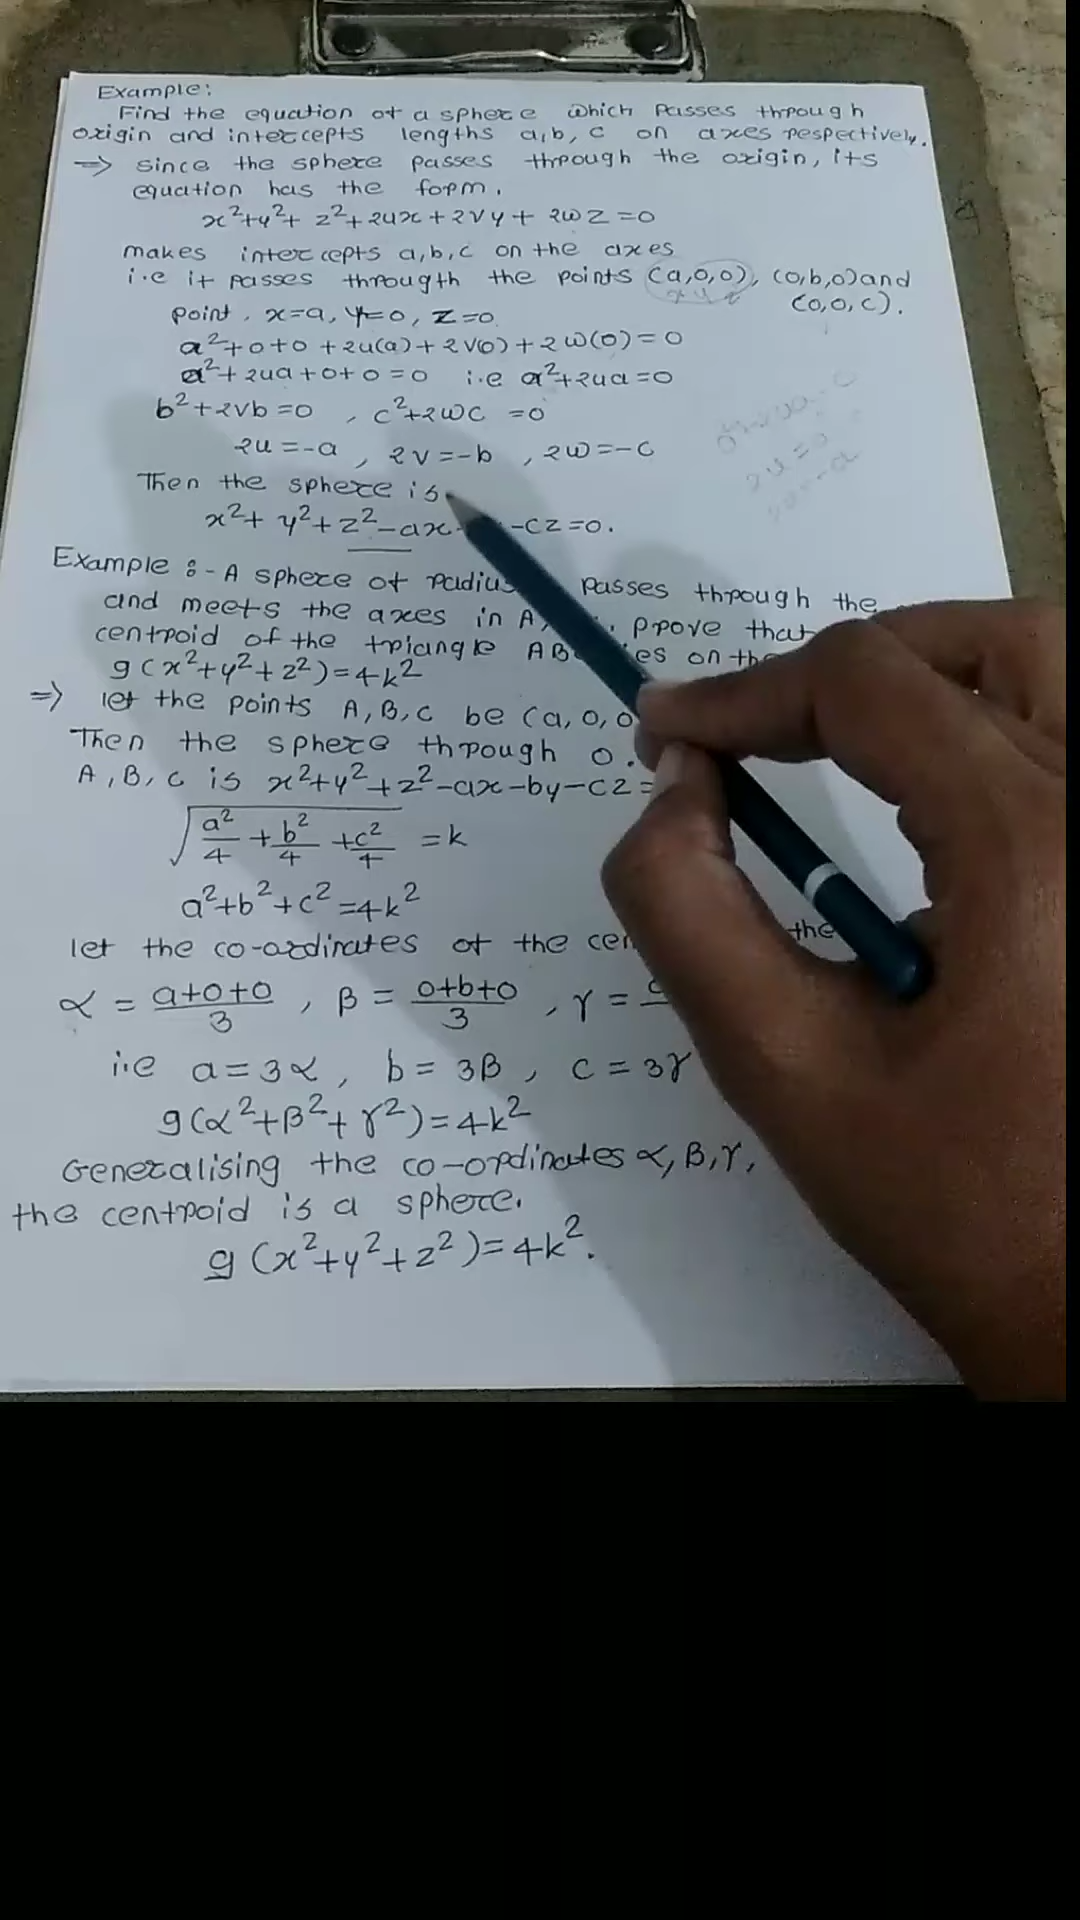 Example:
Find the equation of a sphere which passes through
origin and intercepts lengths a, b, c on axes respectively.
⇒ since the sphere passes through the origin, its
equation has the form.
x²+y²+z²+2ux+2vy+2wz=0
makes intercepts a,b,c on the axes
i.e it passes througth the points (a,0,0), (0,b,0) and
(0,0,c).
point, x=a, y=0, z=0
a²+0+0+2u(a)+2v(0)+2w(0)=0
a²+2ua+0+0=0 i.e a²+2ua=0
b²+2vb=0, c²+2wc=0
2u=-a, 2v=-b, 2w=-c
Then the sphere is
x²+y²+z²-ax -cz=0.
Example :- A sphere of radius passes through the
and meets the axes in A, prove that
centroid of the triangle on the
9(x²+y²+z²)=4k²
⇒ let the points A, B, C be (a, 0, 0
Then the sphere through O.
A, B, C is x²+y²+z²-ax-by-cz=
√a²/4+b²/4+c²/4 =k
a²+b²+c²=4k²
let the co-ordinates of the the
α = a+0+0/3, β = 0+b+0/3, γ =
i.e a=3α, b=3β, c=3γ
9(α²+β²+γ²)=4k²
Generalising the co-ordinates α, β, γ,
the centroid is a sphere.
9(x²+y²+z²)=4k².